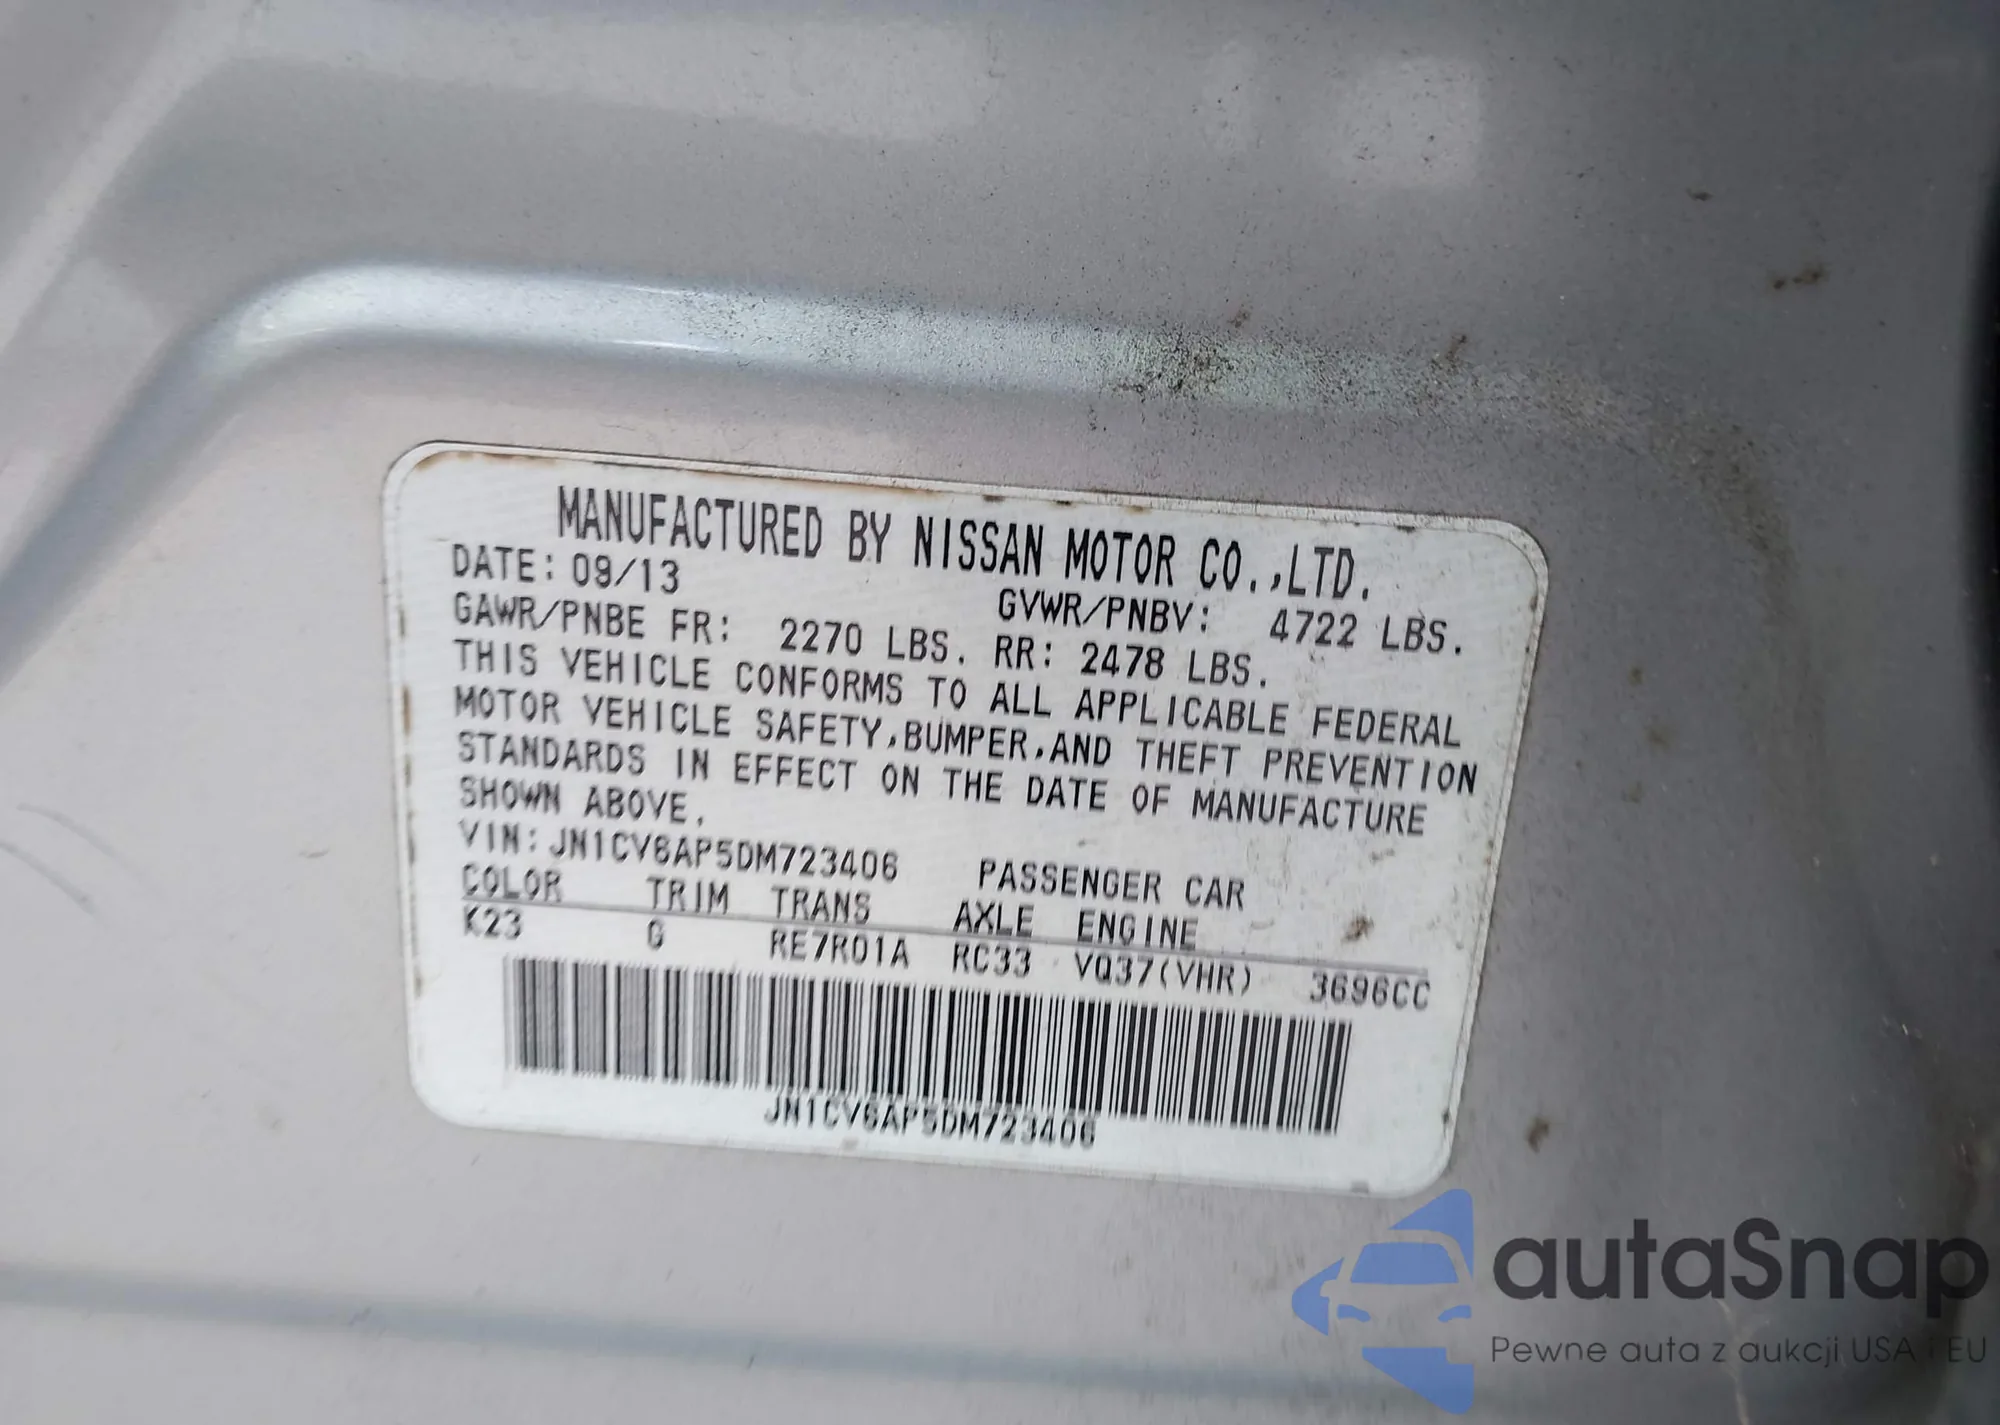 MANUFACTURED BY NISSAN MOTOR CO.,LTD.
DATE: 09/13 GVWR/PNBV: 4722 LBS.
GAWR/PNBE FR: 2270 LBS. RR: 2478 LBS.
THIS VEHICLE CONFORMS TO ALL APPLICABLE FEDERAL
MOTOR VEHICLE SAFETY,BUMPER,AND THEFT PREVENTION
STANDARDS IN EFFECT ON THE DATE OF MANUFACTURE
SHOWN ABOVE.
VIN:JN1CV6AP5DM723406 PASSENGER CAR
COLOR TRIM TRANS AXLE ENGINE
K23 G RE7R01A RC33 VQ37(VHR) 3696CC
JN1CV6AP5DM723406
autaSnap
Pewne auta z aukcji USA i EU